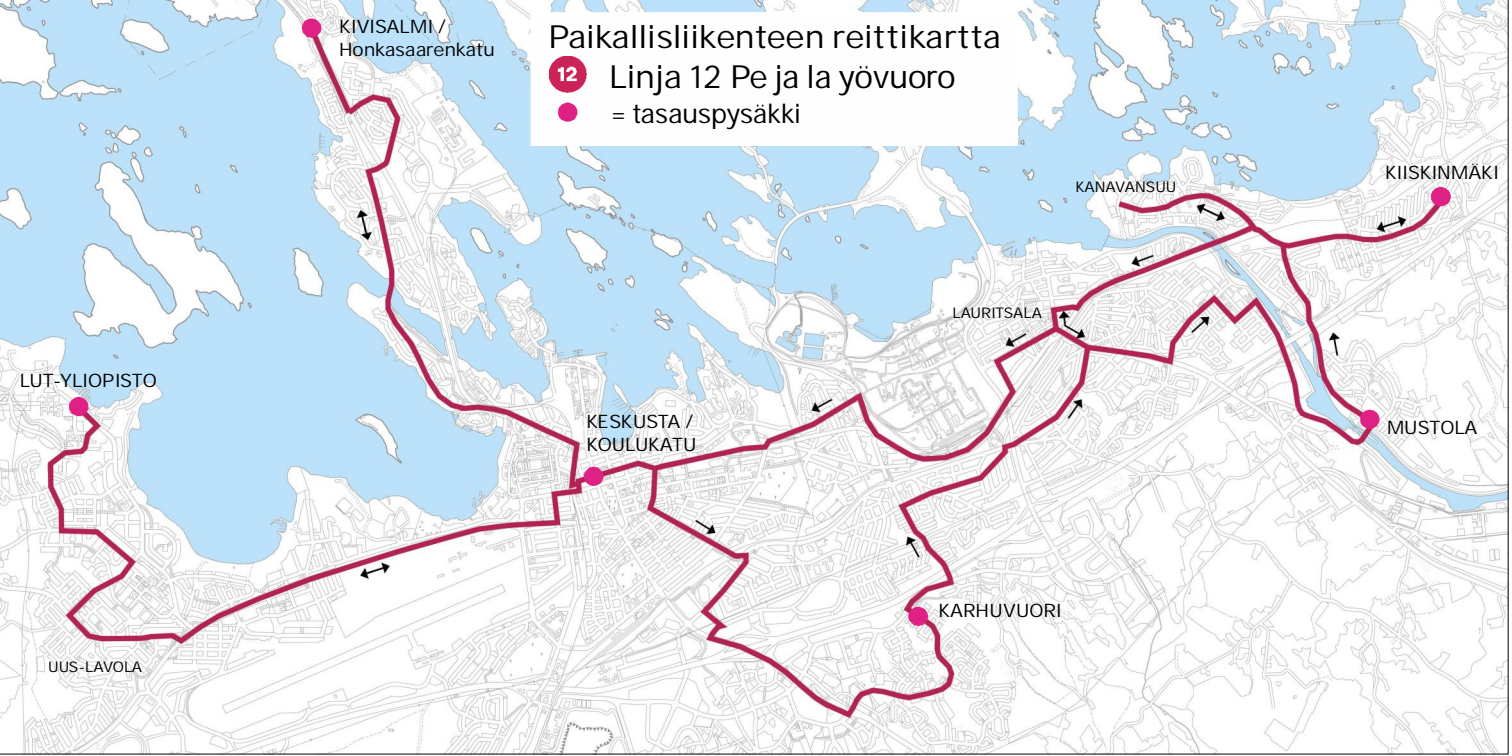 KIVISALMI /
Honkasaarenkatu
Paikallisliikenteen reittikartta
12 Linja 12 Pe ja la yövuoro
= tasauspysäkki
KIISKINMÄKI
KANAVANSUU
LAURITSALA
LUT-YLIOPISTO
KESKUSTA /
KOULUKATU
MUSTOLA
KARHUVUORI
UUS-LAVOLA